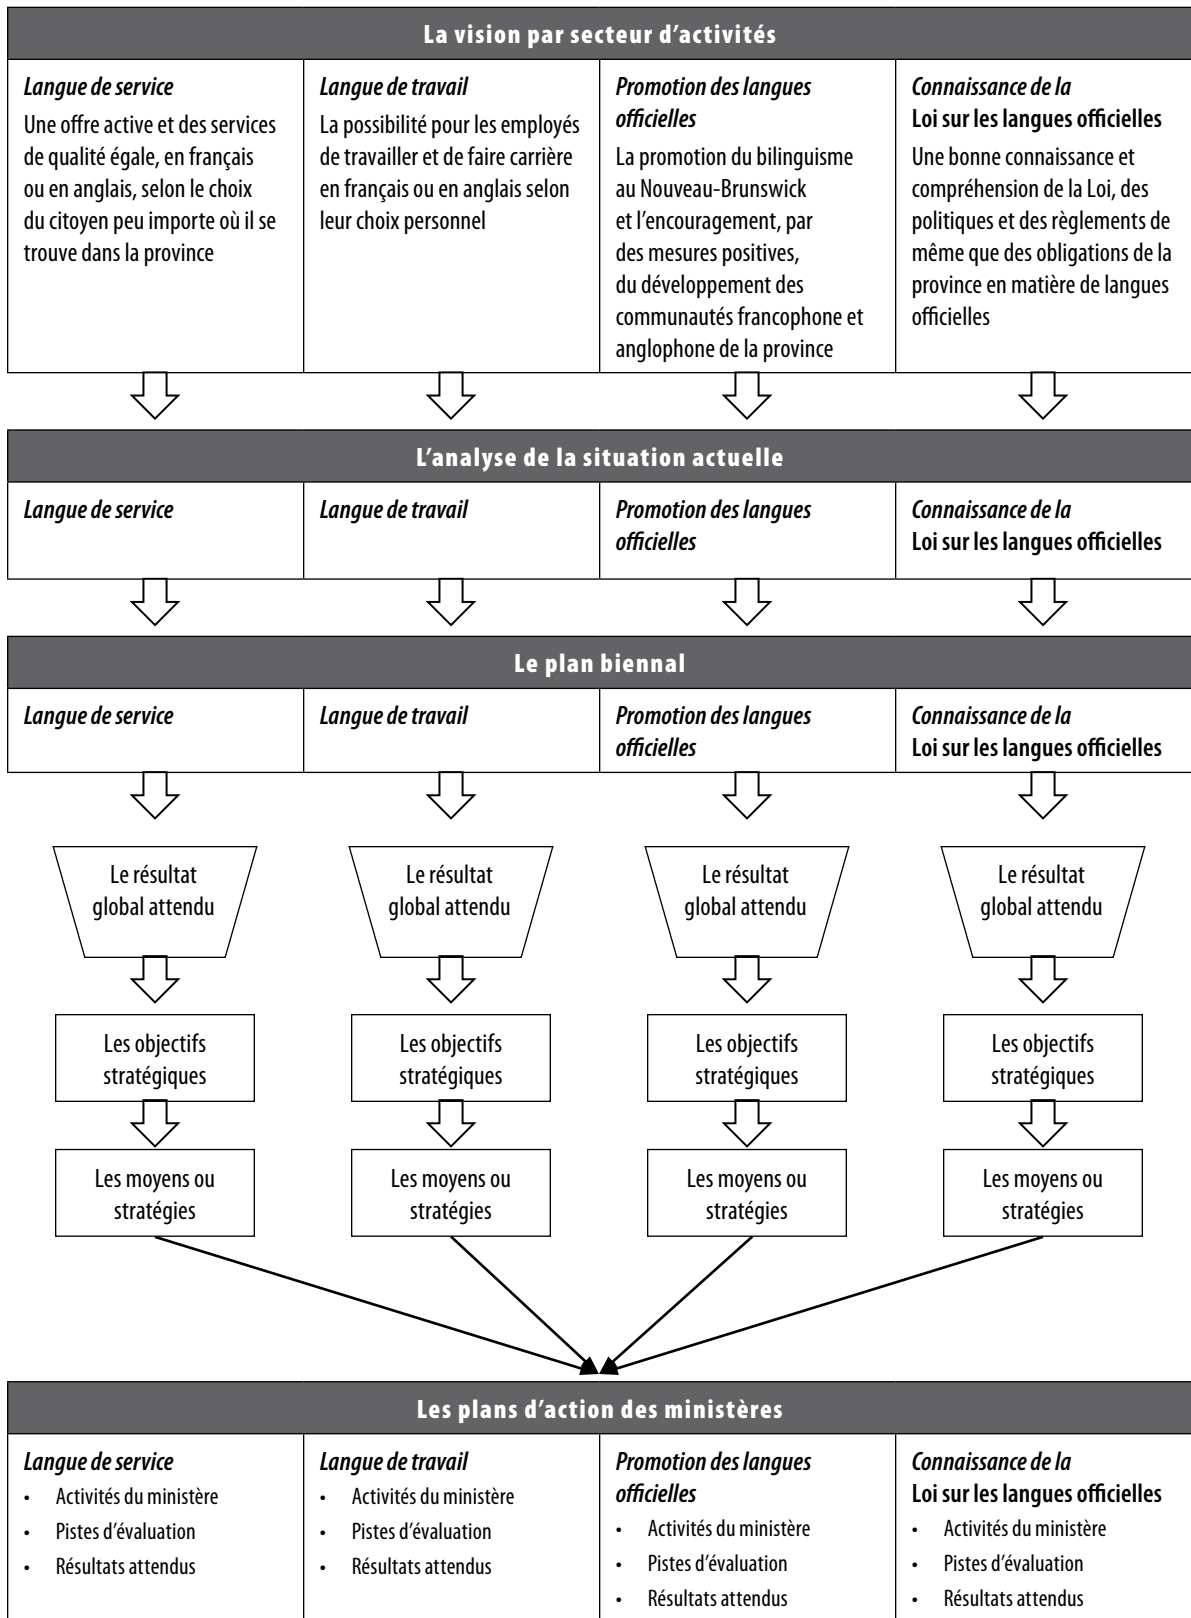 La vision par secteur d'activités
Langue de service
Une offre active et des services
de qualité égale, en français
ou en anglais, selon le choix
du citoyen peu importe où il se
trouve dans la province
Langue de travail
La possibilité pour les employés
de travailler et de faire carrière
en français ou en anglais selon
leur choix personnel
Promotion des langues
officielles
La promotion du bilinguisme
au Nouveau-Brunswick
et l'encouragement, par
des mesures positives,
du développement des
communautés francophone et
anglophone de la province
Connaissance de la
Loi sur les langues officielles
Une bonne connaissance et
compréhension de la Loi, des
politiques et des règlements de
même que des obligations de la
province en matière de langues
officielles
L'analyse de la situation actuelle
Langue de service
Langue de travail
Promotion des langues
officielles
Connaissance de la
Loi sur les langues officielles
Le plan biennal
Langue de service
Langue de travail
Promotion des langues
officielles
Connaissance de la
Loi sur les langues officielles
Le résultat
global attendu
Le résultat
global attendu
Le résultat
global attendu
Le résultat
global attendu
Les objectifs
stratégiques
Les objectifs
stratégiques
Les objectifs
stratégiques
Les objectifs
stratégiques
Les moyens ou
stratégies
Les moyens ou
stratégies
Les moyens ou
stratégies
Les moyens ou
stratégies
Les plans d'action des ministères
Langue de service
• Activités du ministère
• Pistes d'évaluation
• Résultats attendus
Langue de travail
• Activités du ministère
• Pistes d'évaluation
• Résultats attendus
Promotion des langues
officielles
• Activités du ministère
• Pistes d'évaluation
• Résultats attendus
Connaissance de la
Loi sur les langues officielles
• Activités du ministère
• Pistes d'évaluation
• Résultats attendus